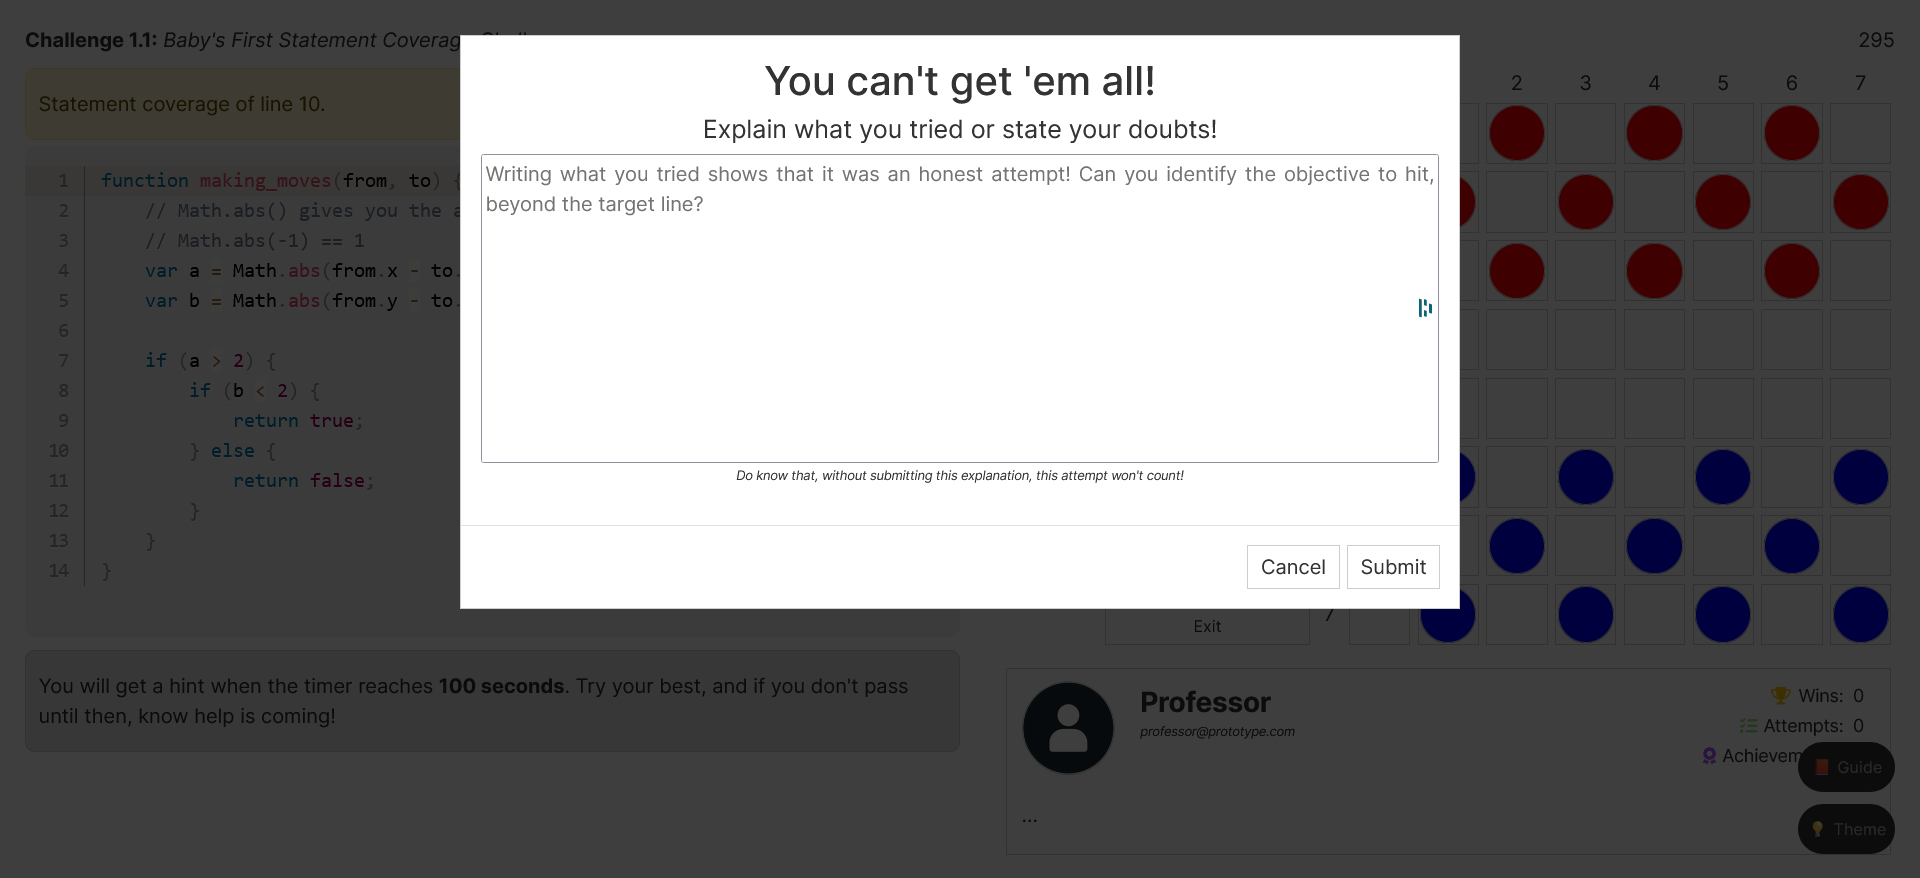 Challenge 1.1: Baby's First Statement Coverage
295
Statement coverage of line 10.
1 function making_moves(from, to) {
2 // Math.abs() gives you the a
3 // Math.abs(-1) == 1
4 var a = Math.abs(from.x - to.
5 var b = Math.abs(from.y - to.
6
7 if (a > 2) {
8 if (b < 2) {
9 return true;
10 } else {
11 return false;
12 }
13 }
14 }
You will get a hint when the timer reaches 100 seconds. Try your best, and if you don't pass
until then, know help is coming!
You can't get 'em all!
Explain what you tried or state your doubts!
Writing what you tried shows that it was an honest attempt! Can you identify the objective to hit,
beyond the target line?
Do know that, without submitting this explanation, this attempt won't count!
Cancel Submit
2 3 4 5 6 7
7
Exit
Professor
professor@prototype.com
Wins: 0
Attempts: 0
Achievem
...
Guide
Theme